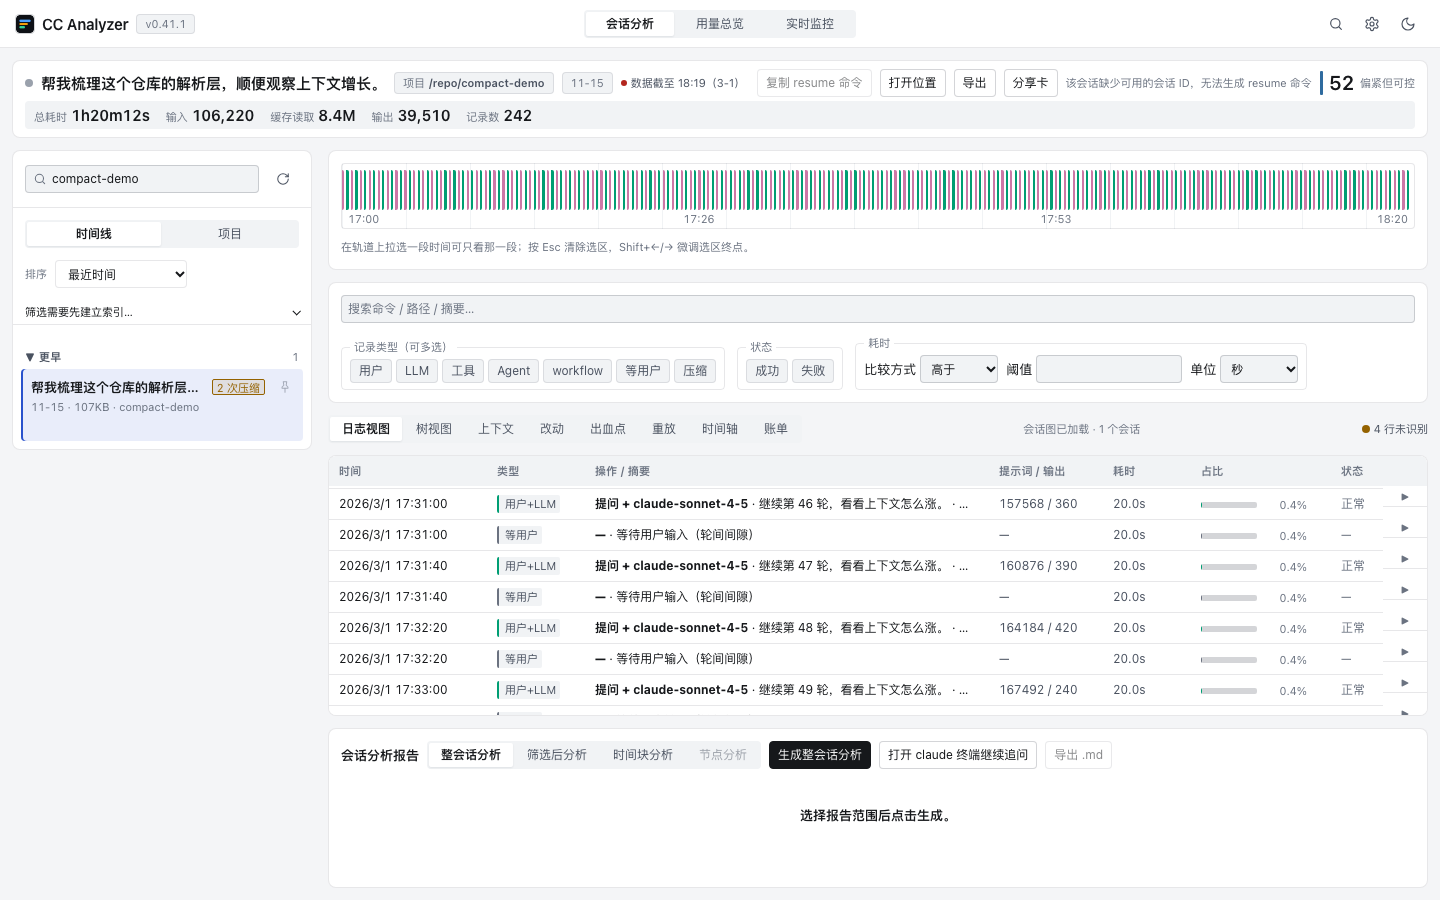 CC Analyzer v0.41.1 会话分析 用量总览 实时监控
帮我梳理这个仓库的解析层，顺便观察上下文增长。 项目 /repo/compact-demo 11-15 数据截至 18:19 (3-1) 复制 resume 命令 打开位置 导出 分享卡 该会话缺少可用的会话 ID，无法生成 resume 命令 52 偏紧但可控
总耗时 1h20m12s 输入 106,220 缓存读取 8.4M 输出 39,510 记录数 242
compact-demo
时间线 项目
排序 最近时间
筛选需要先建立索引...
▼ 更早 1
帮我梳理这个仓库的解析层... 2 次压缩
11-15 · 107KB · compact-demo
17:00 17:26 17:53 18:20
在轨道上拉选一段时间可只看那一段；按 Esc 清除选区，Shift+←/→ 微调选区终点。
搜索命令 / 路径 / 摘要...
记录类型（可多选） 状态 耗时
用户 LLM 工具 Agent workflow 等用户 压缩 成功 失败 比较方式 高于 阈值 单位 秒
日志视图 树视图 上下文 改动 出血点 重放 时间轴 账单 会话图已加载 · 1 个会话 4 行未识别
时间 类型 操作 / 摘要 提示词 / 输出 耗时 占比 状态
2026/3/1 17:31:00 用户+LLM 提问 + claude-sonnet-4-5 · 继续第 46 轮，看看上下文怎么涨。 · ... 157568 / 360 20.0s 0.4% 正常 ▶
2026/3/1 17:31:00 等用户 — · 等待用户输入（轮间间隙） — 20.0s 0.4% — ▶
2026/3/1 17:31:40 用户+LLM 提问 + claude-sonnet-4-5 · 继续第 47 轮，看看上下文怎么涨。 · ... 160876 / 390 20.0s 0.4% 正常 ▶
2026/3/1 17:31:40 等用户 — · 等待用户输入（轮间间隙） — 20.0s 0.4% — ▶
2026/3/1 17:32:20 用户+LLM 提问 + claude-sonnet-4-5 · 继续第 48 轮，看看上下文怎么涨。 · ... 164184 / 420 20.0s 0.4% 正常 ▶
2026/3/1 17:32:20 等用户 — · 等待用户输入（轮间间隙） — 20.0s 0.4% — ▶
2026/3/1 17:33:00 用户+LLM 提问 + claude-sonnet-4-5 · 继续第 49 轮，看看上下文怎么涨。 · ... 167492 / 240 20.0s 0.4% 正常 ▶
会话分析报告 整会话分析 筛选后分析 时间块分析 节点分析 生成整会话分析 打开 claude 终端继续追问 导出 .md
选择报告范围后点击生成。